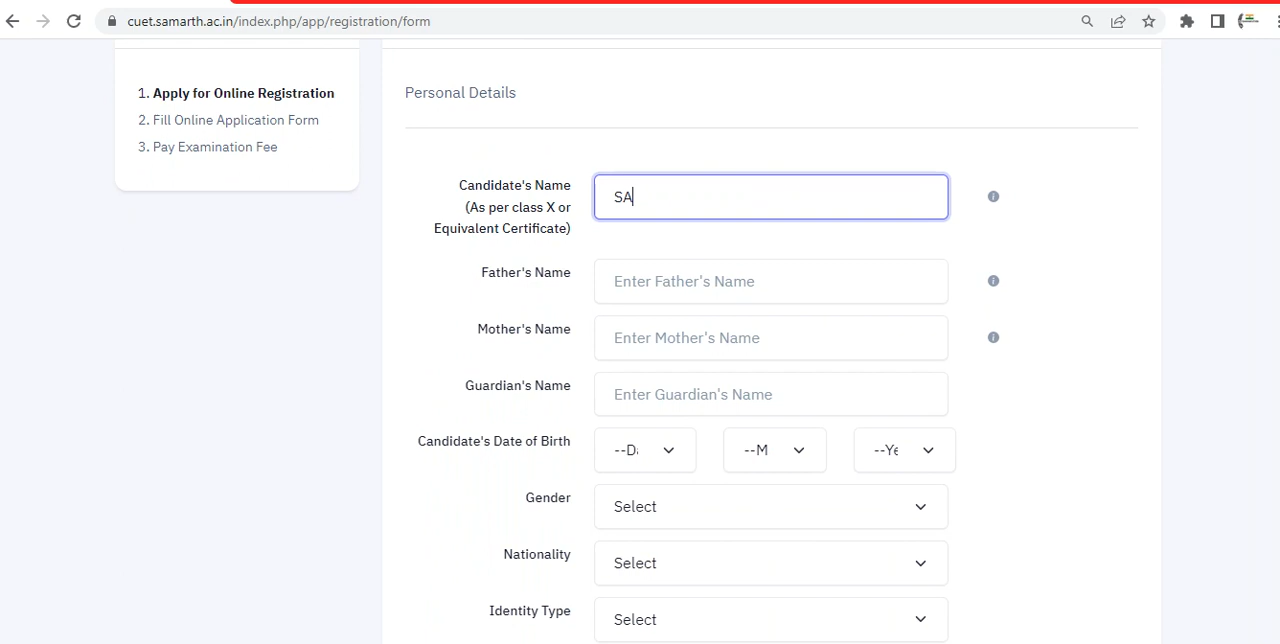 cuet.samarth.ac.in/index.php/app/registration/form
1. Apply for Online Registration
2. Fill Online Application Form
3. Pay Examination Fee
Personal Details
Candidate's Name
(As per class X or
Equivalent Certificate)
SA
Father's Name
Enter Father's Name
Mother's Name
Enter Mother's Name
Guardian's Name
Enter Guardian's Name
Candidate's Date of Birth
--Da
--M
--Ye
Gender
Select
Nationality
Select
Identity Type
Select